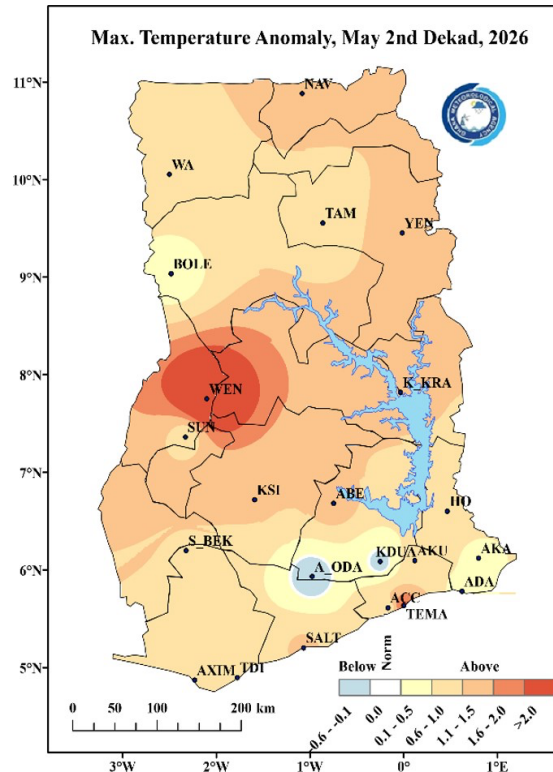 Max. Temperature Anomaly, May 2nd Dekad, 2026
11°N
NAV
GHANA METEOROLOGICAL AGENCY
10°N
WA
TAM
YEN
9°N
BOLE
8°N
WEN
K_KRA
SUN
7°N
KSI
ABE
HO
S_BEK
6°N
A_ODA
KDUA
AKU
AKA
ADA
ACC
TEMA
5°N
SALT
AXIM
TDI
Below
Norm
Above
0.6 - -0.1
0.0
0.1 - 0.5
0.6 - 1.0
1.1 - 1.5
1.6 - 2.0
>2.0
0 50 100 200 km
3°W 2°W 1°W 0° 1°E